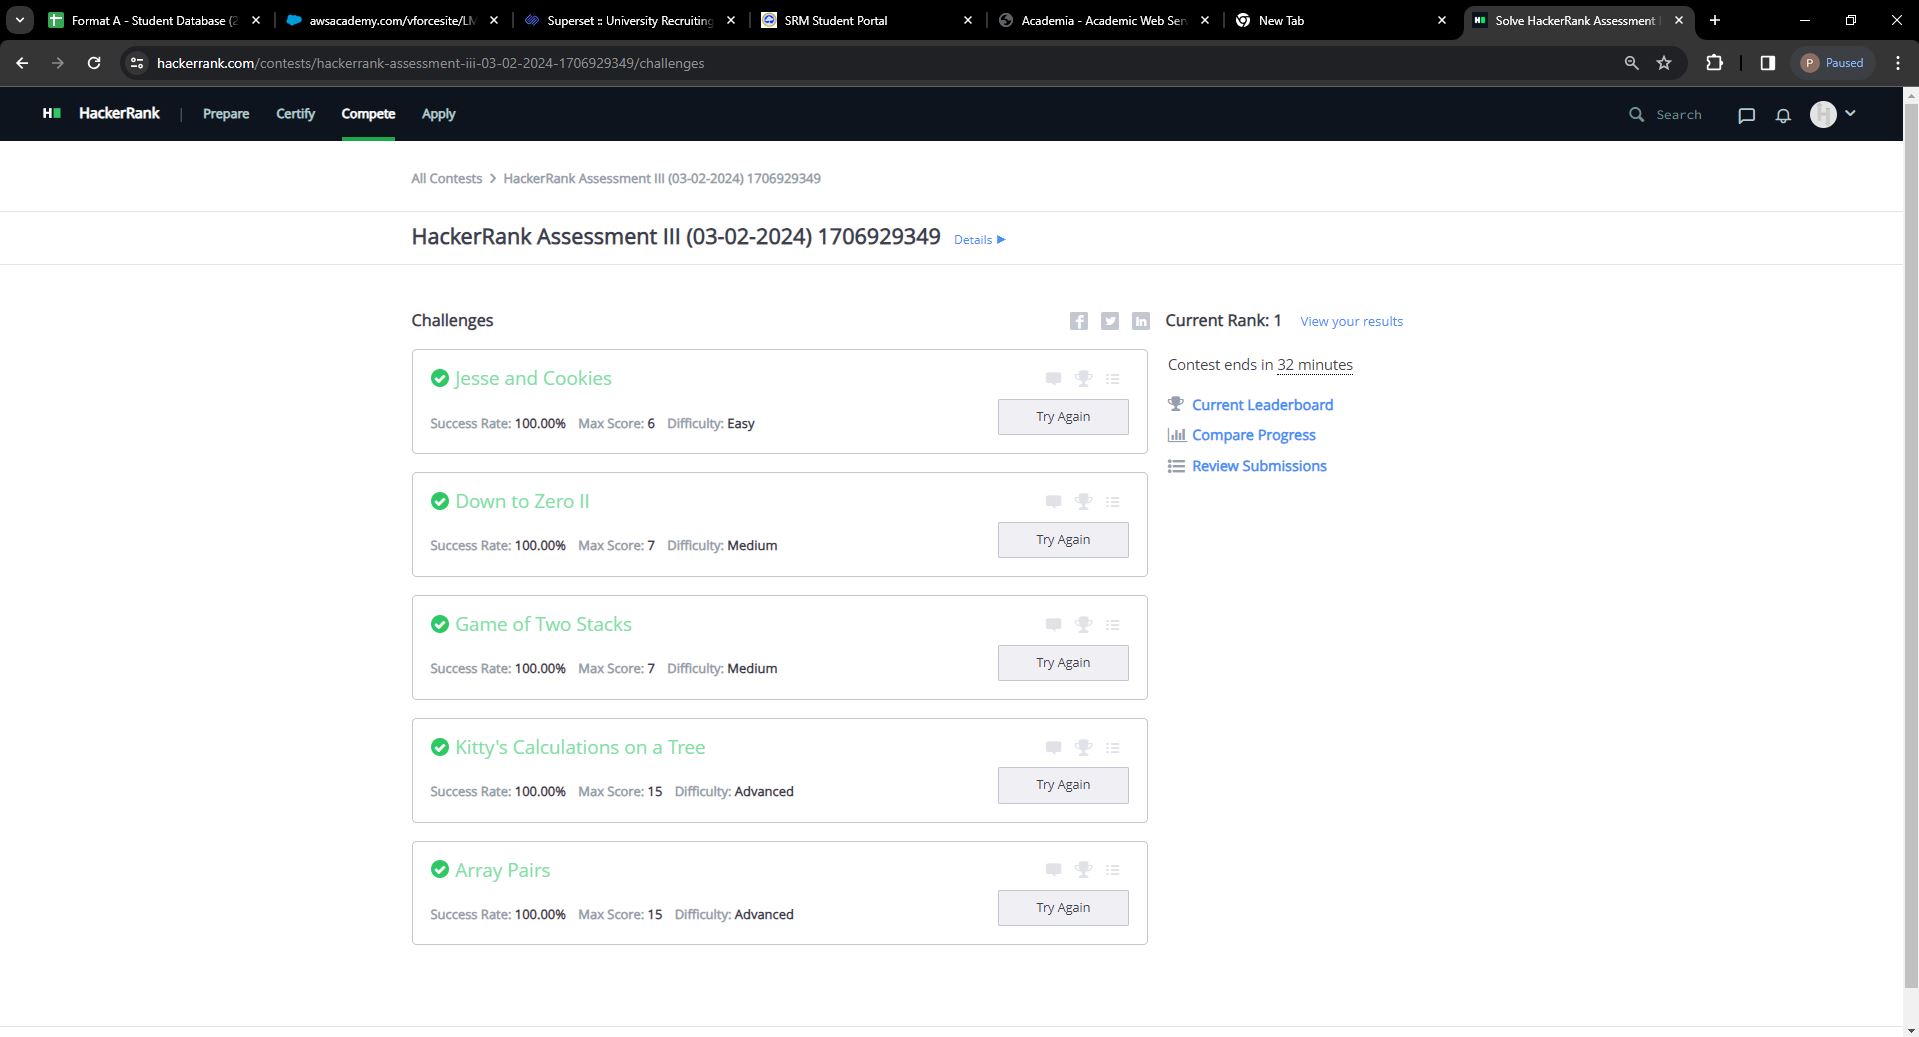 Format A - Student Database (2
awsacademy.com/vforcesite/LM
Superset :: University Recruiting
SRM Student Portal
Academia - Academic Web Ser
New Tab
Solve HackerRank Assessment
hackerrank.com/contests/hackerrank-assessment-iii-03-02-2024-1706929349/challenges
P Paused
H HackerRank | Prepare Certify Compete Apply
Search
All Contests > HackerRank Assessment III (03-02-2024) 1706929349
HackerRank Assessment III (03-02-2024) 1706929349 Details
Challenges
Current Rank: 1 View your results
Contest ends in 32 minutes
Current Leaderboard
Compare Progress
Review Submissions
Jesse and Cookies
Success Rate: 100.00% Max Score: 6 Difficulty: Easy
Try Again
Down to Zero II
Success Rate: 100.00% Max Score: 7 Difficulty: Medium
Try Again
Game of Two Stacks
Success Rate: 100.00% Max Score: 7 Difficulty: Medium
Try Again
Kitty's Calculations on a Tree
Success Rate: 100.00% Max Score: 15 Difficulty: Advanced
Try Again
Array Pairs
Success Rate: 100.00% Max Score: 15 Difficulty: Advanced
Try Again